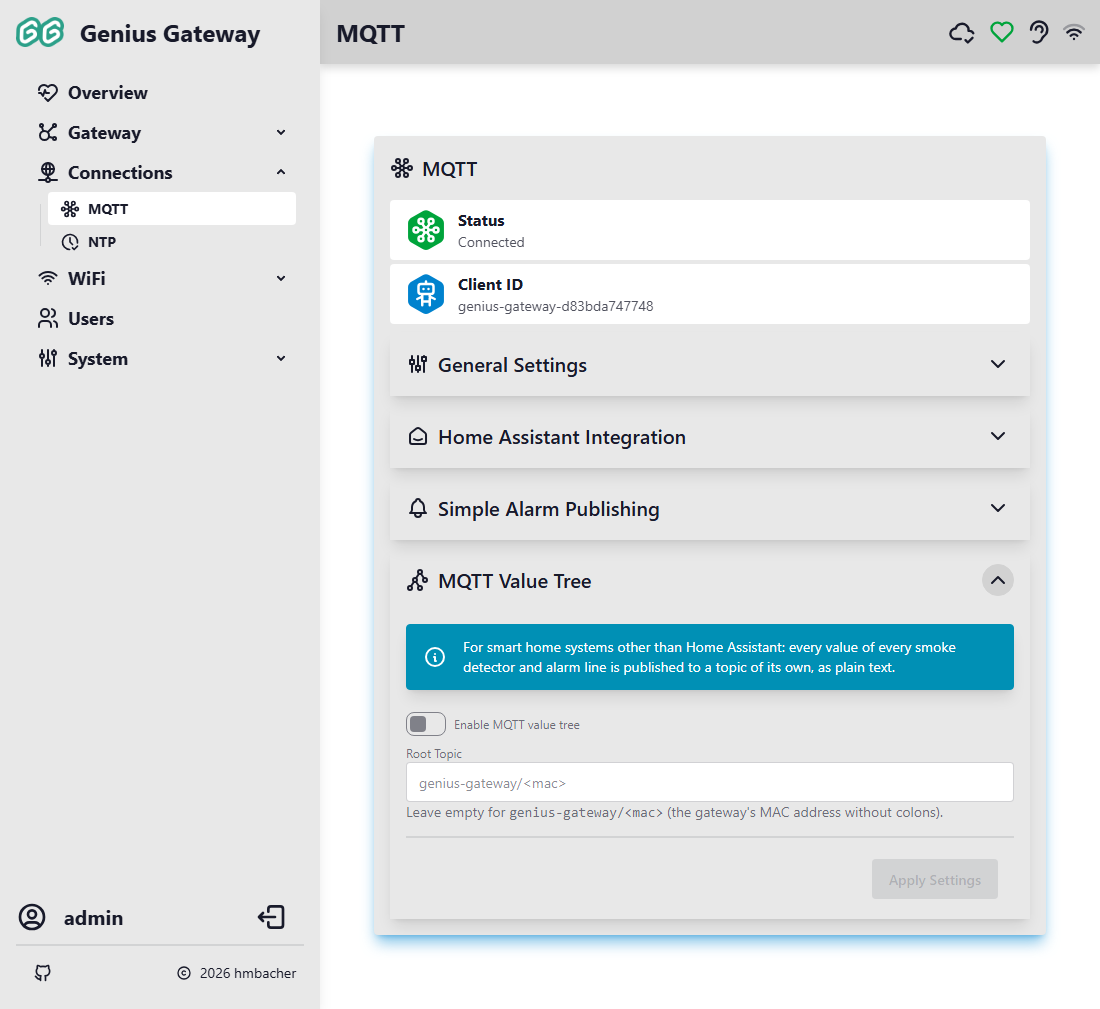 Genius Gateway
MQTT
Overview
Gateway
Connections
MQTT
NTP
WiFi
Users
System
MQTT
Status
Connected
Client ID
genius-gateway-d83bda747748
General Settings
Home Assistant Integration
Simple Alarm Publishing
MQTT Value Tree
For smart home systems other than Home Assistant: every value of every smoke
detector and alarm line is published to a topic of its own, as plain text.
Enable MQTT value tree
Root Topic
genius-gateway/<mac>
Leave empty for genius-gateway/<mac> (the gateway's MAC address without colons).
Apply Settings
admin
© 2026 hmbacher